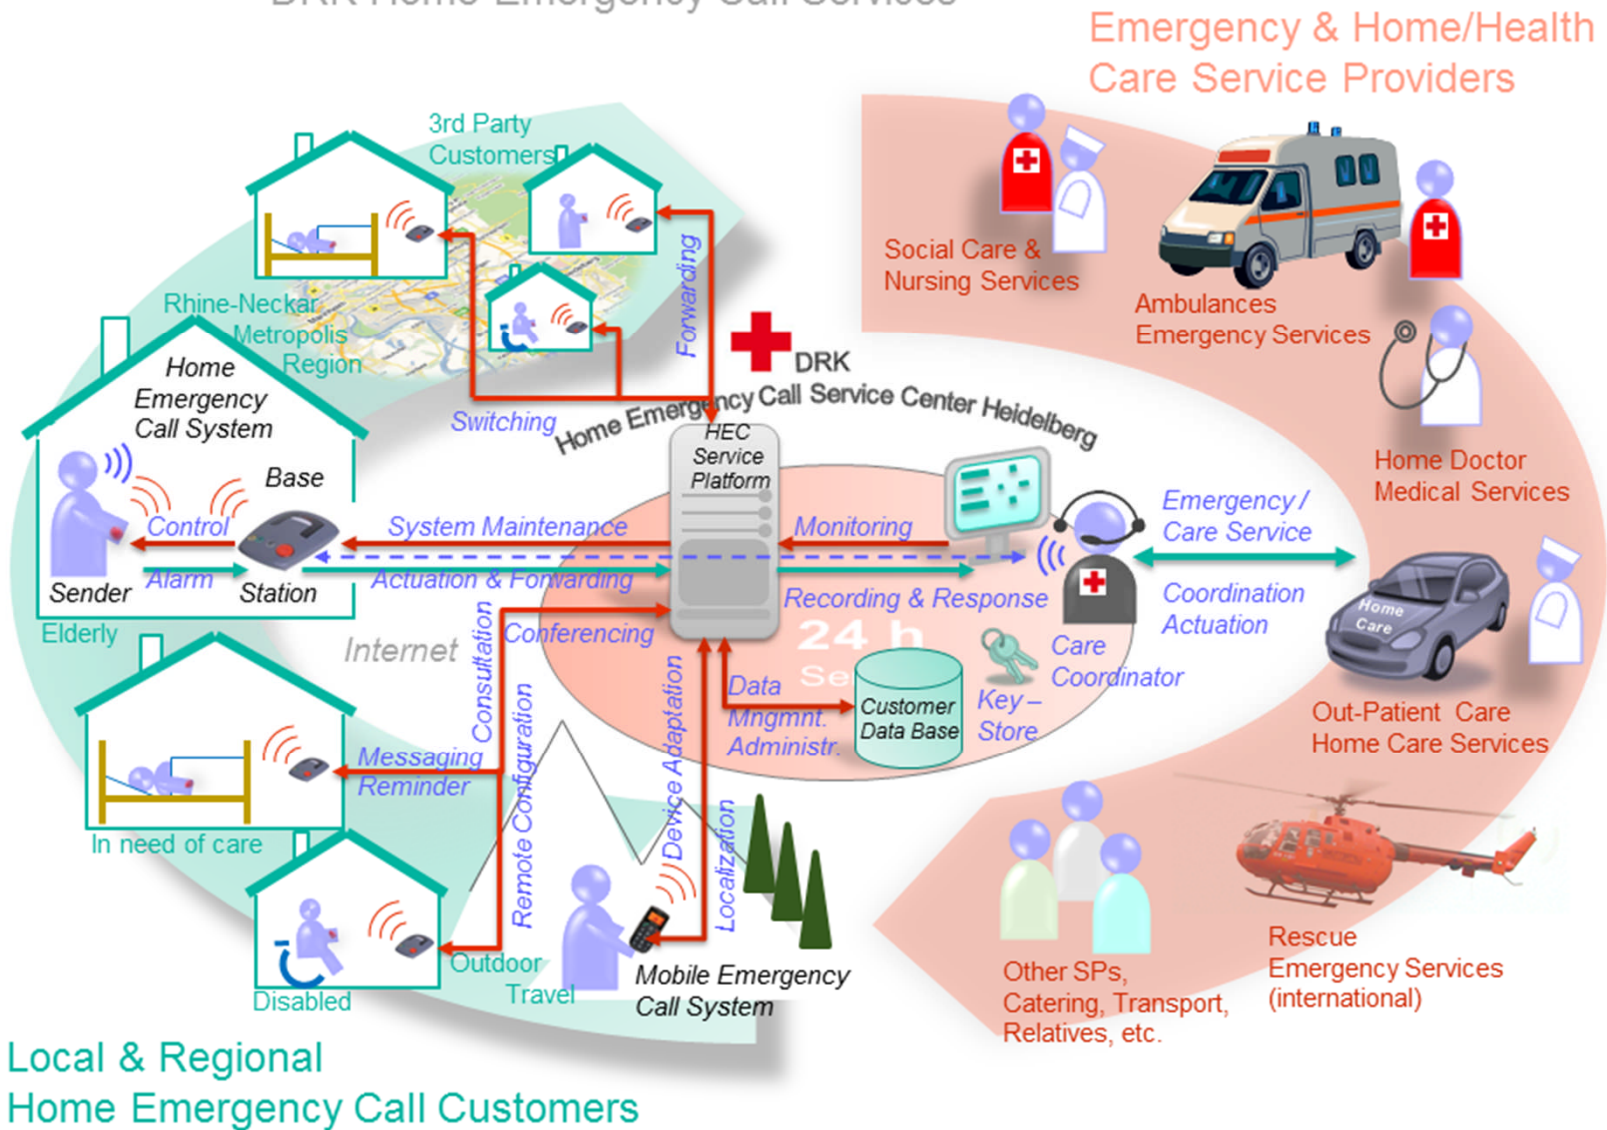 DRK Home Emergency Call Services
Emergency & Home/Health
Care Service Providers
3rd Party
Customers
Rhine-Neckar
Metropolis
Region
Forwarding
Switching
DRK
Home Emergency Call Service Center Heidelberg
Social Care &
Nursing Services
Ambulances
Emergency Services
Home Doctor
Medical Services
Home
Emergency
Call System
Base
Control
Alarm
Sender
Station
Elderly
System Maintenance
Actuation & Forwarding
HEC
Service
Platform
Monitoring
Recording & Response
24 h
Emergency /
Care Service
Coordination
Actuation
Care
Coordinator
Key –
Store
Customer
Data Base
Data
Mngmnt.
Administr.
Internet
Consultation
Conferencing
Messaging
Reminder
Remote Configuration
Device Adaptation
Localization
In need of care
Disabled
Outdoor
Travel
Mobile Emergency
Call System
Home
Care
Out-Patient Care
Home Care Services
Rescue
Emergency Services
(international)
Other SPs,
Catering, Transport,
Relatives, etc.
Local & Regional
Home Emergency Call Customers